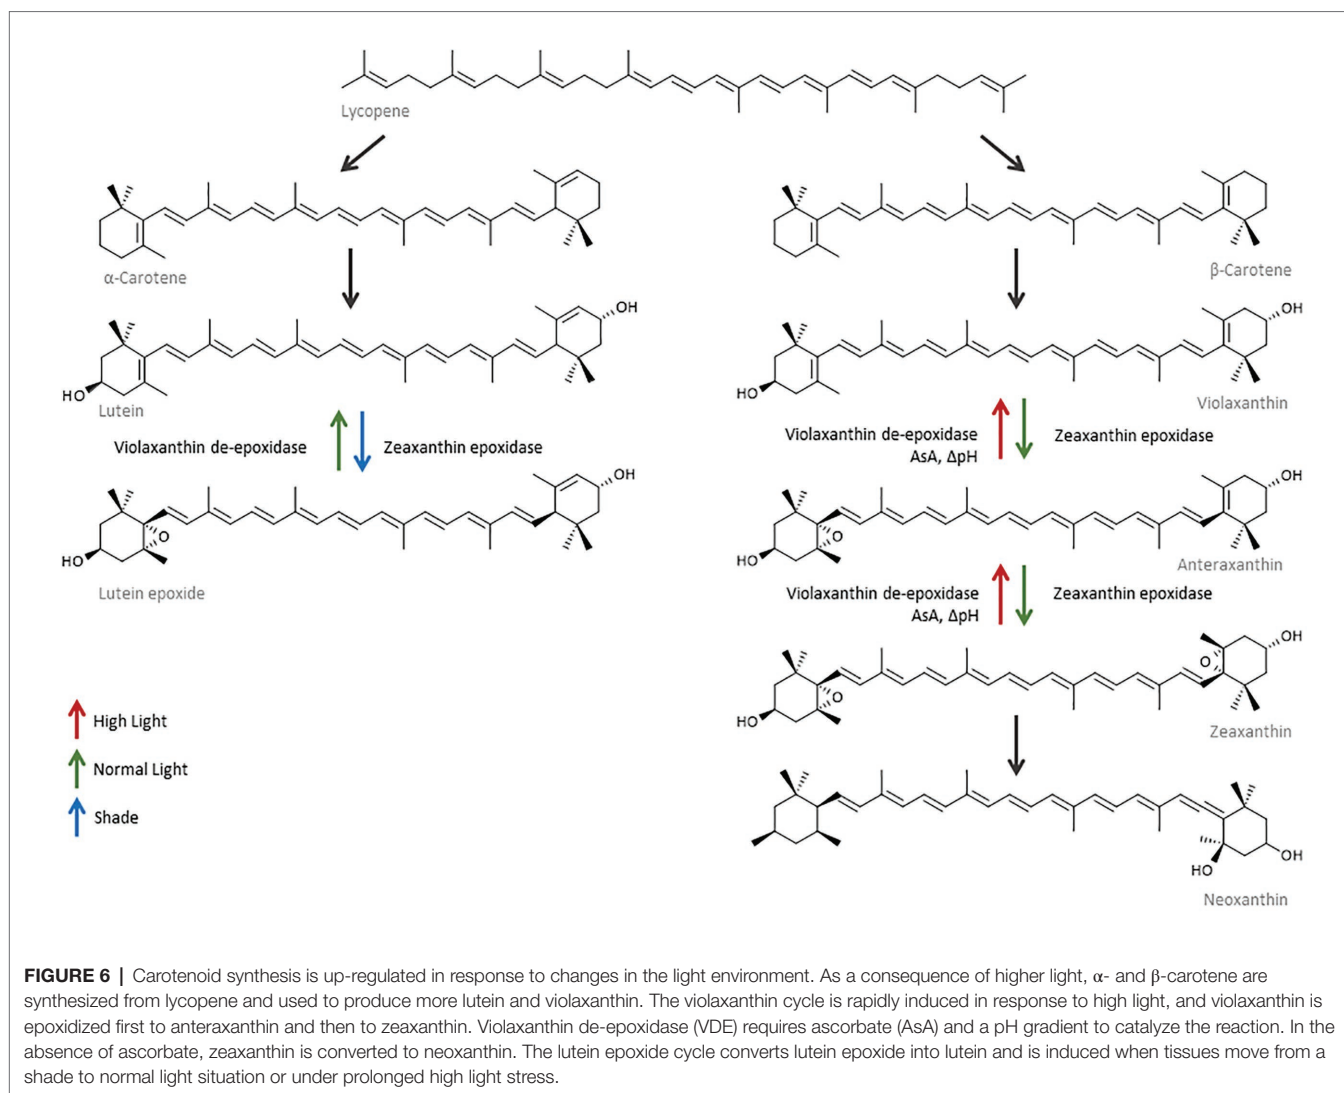 Lycopene
α-Carotene
β-Carotene
OH
HO
Lutein
OH
HO
Violaxanthin
Violaxanthin de-epoxidase
Zeaxanthin epoxidase
Violaxanthin de-epoxidase
AsA, ΔpH
Zeaxanthin epoxidase
OH
O
HO
Lutein epoxide
OH
O
HO
Anteraxanthin
Violaxanthin de-epoxidase
AsA, ΔpH
Zeaxanthin epoxidase
OH
O
O
HO
Zeaxanthin
High Light
Normal Light
Shade
OH
HO
Neoxanthin
FIGURE 6 | Carotenoid synthesis is up-regulated in response to changes in the light environment. As a consequence of higher light, α- and β-carotene are
synthesized from lycopene and used to produce more lutein and violaxanthin. The violaxanthin cycle is rapidly induced in response to high light, and violaxanthin is
epoxidized first to anteraxanthin and then to zeaxanthin. Violaxanthin de-epoxidase (VDE) requires ascorbate (AsA) and a pH gradient to catalyze the reaction. In the
absence of ascorbate, zeaxanthin is converted to neoxanthin. The lutein epoxide cycle converts lutein epoxide into lutein and is induced when tissues move from a
shade to normal light situation or under prolonged high light stress.